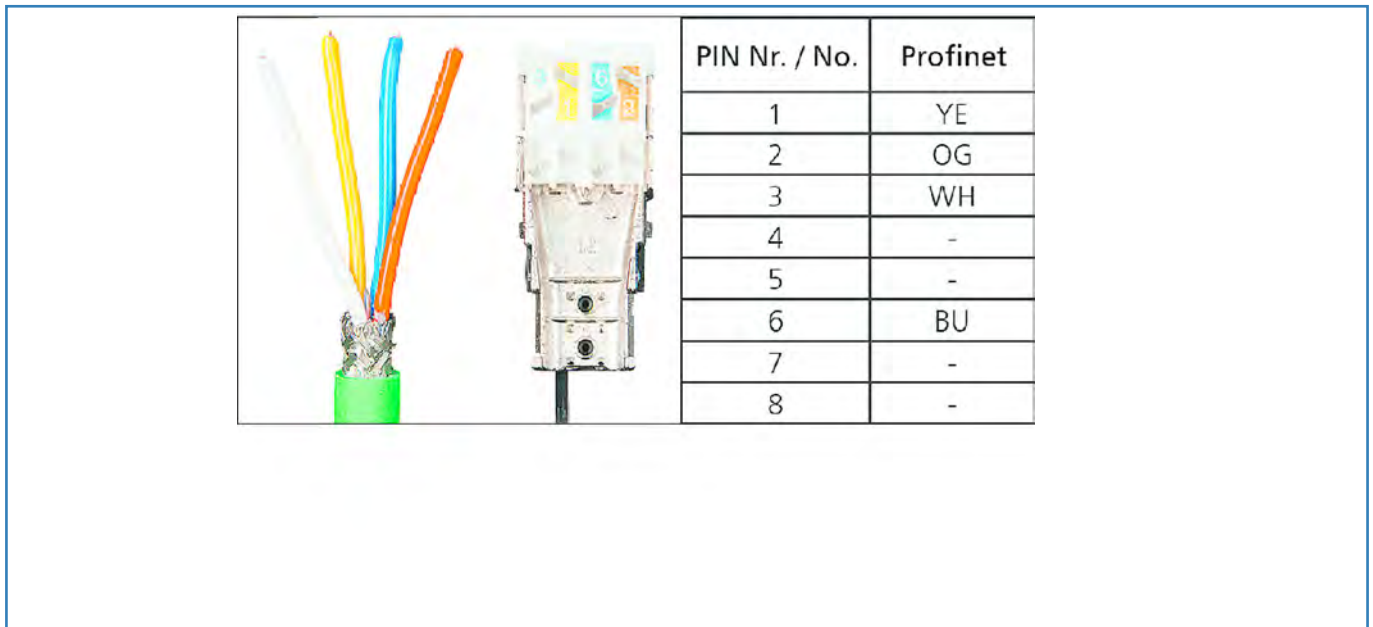 PIN Nr. / No. Profinet
1 YE
2 OG
3 WH
4 -
5 -
6 BU
7 -
8 -